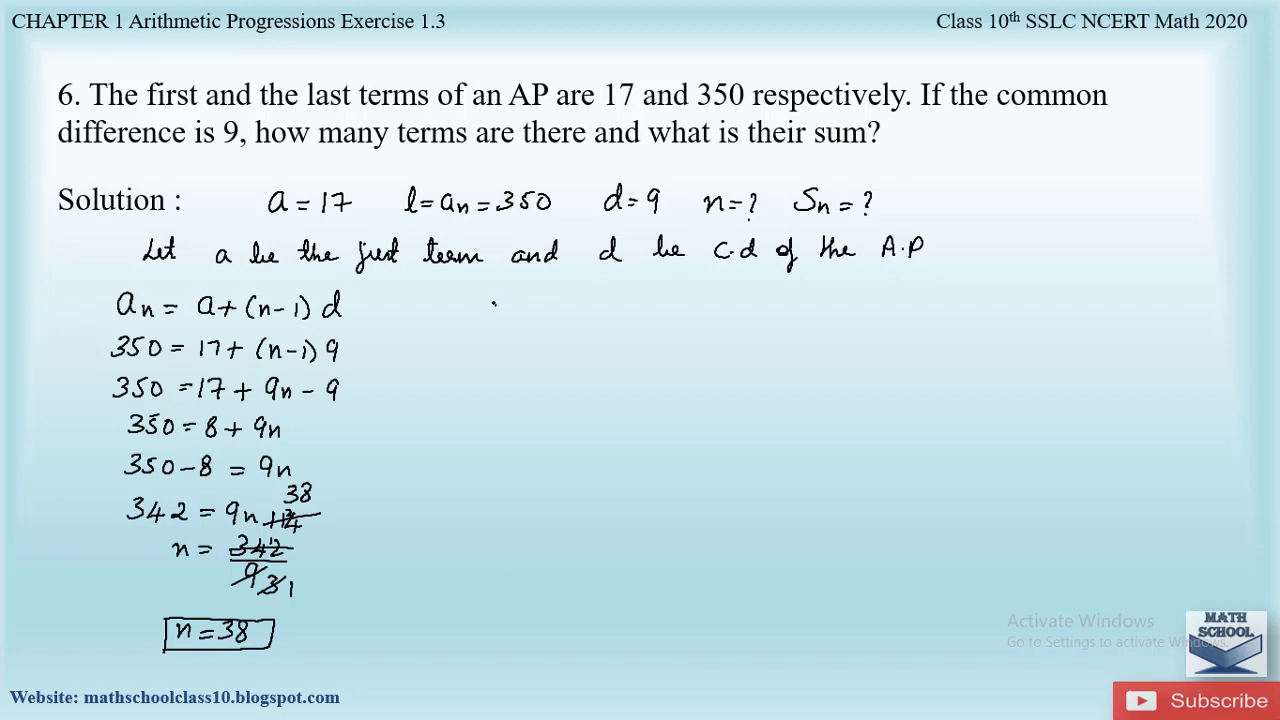 CHAPTER 1 Arithmetic Progressions Exercise 1.3
Class 10th SSLC NCERT Math 2020
6. The first and the last terms of an AP are 17 and 350 respectively. If the common
difference is 9, how many terms are there and what is their sum?
Solution : a = 17 l = an = 350 d = 9 n = ? Sn = ?
Let a be the first term and d be c.d of the A.P
an = a + (n-1) d
350 = 17 + (n-1) 9
350 = 17 + 9n - 9
350 = 8 + 9n
350 - 8 = 9n
38
342 = 9n 114
n = 342
9 3 1
n = 38
Activate Windows
Go to Settings to activate Windows.
MATH
SCHOOL
Website: mathschoolclass10.blogspot.com
Subscribe